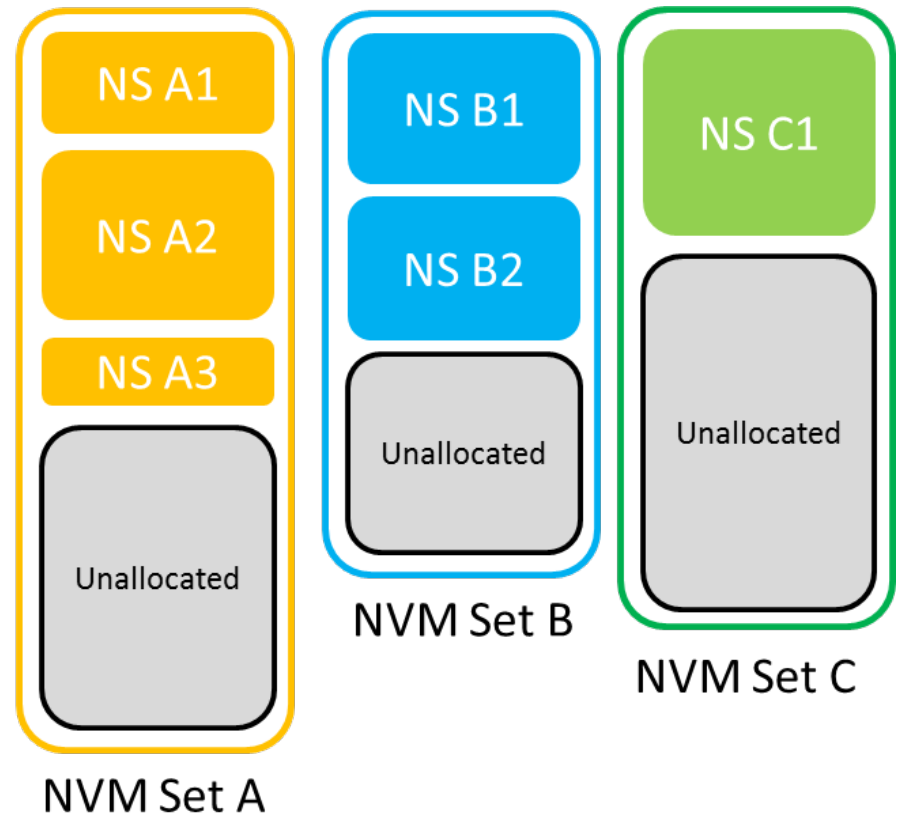 NS A1
NS A2
NS A3
Unallocated
NVM Set A
NS B1
NS B2
Unallocated
NVM Set B
NS C1
Unallocated
NVM Set C